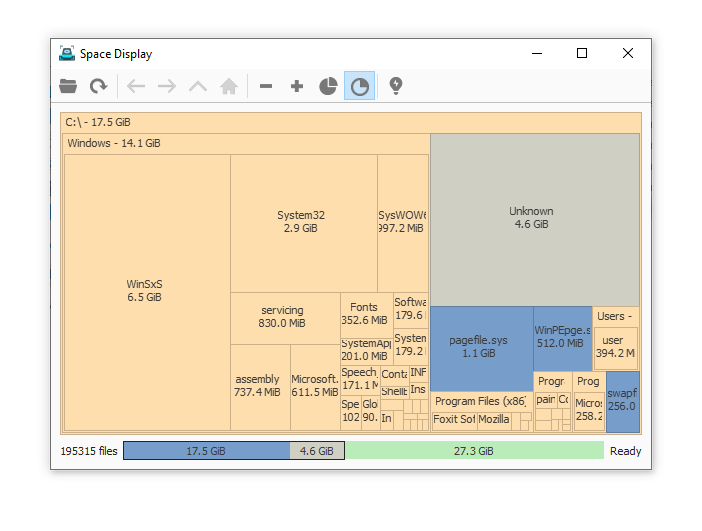 Space Display
C:\ - 17.5 GiB
Windows - 14.1 GiB
WinSxS
6.5 GiB
System32
2.9 GiB
SysWOW6
997.2 MiB
Unknown
4.6 GiB
servicing
830.0 MiB
Fonts
352.6 MiB
Softwa
179.6
SystemApp
201.0 MiB
System
179.2
assembly
737.4 MiB
Microsoft.
611.5 MiB
Speech_
171.1 M
Conta
INF
ShellE
Ins
Spe
102
Glo
90.
In
pagefile.sys
1.1 GiB
WinPEpge.s
512.0 MiB
Users -
user
394.2 M
Program Files (x86)
Foxit Sof
Mozilla
Progr
pain
Co
Prog
Micros
258.2
swapf
256.0
195315 files
17.5 GiB
4.6 GiB
27.3 GiB
Ready